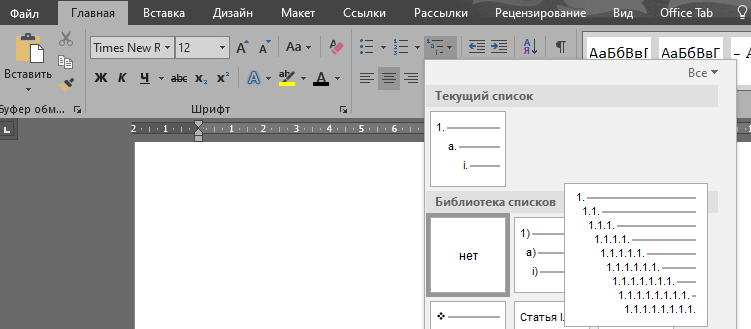 Файл Главная Вставка Дизайн Макет Ссылки Рассылки Рецензирование Вид Office Tab
Times New R 12 Aa
Вставить
Ж К Ч abc x₂ x² A A
АаБбВвГ АаБбВвГ
Буфер обм... Шрифт
Все
Текущий список
2 1 1 2 3 4 5 6
1.
a.
i.
Библиотека списков
нет
1)
a)
i)
Статья I.
1.
1.1.
1.1.1.
1.1.1.1.
1.1.1.1.1.
1.1.1.1.1.1.
1.1.1.1.1.1.1.
1.1.1.1.1.1.1.1.
1.1.1.1.1.1.1.1.1.